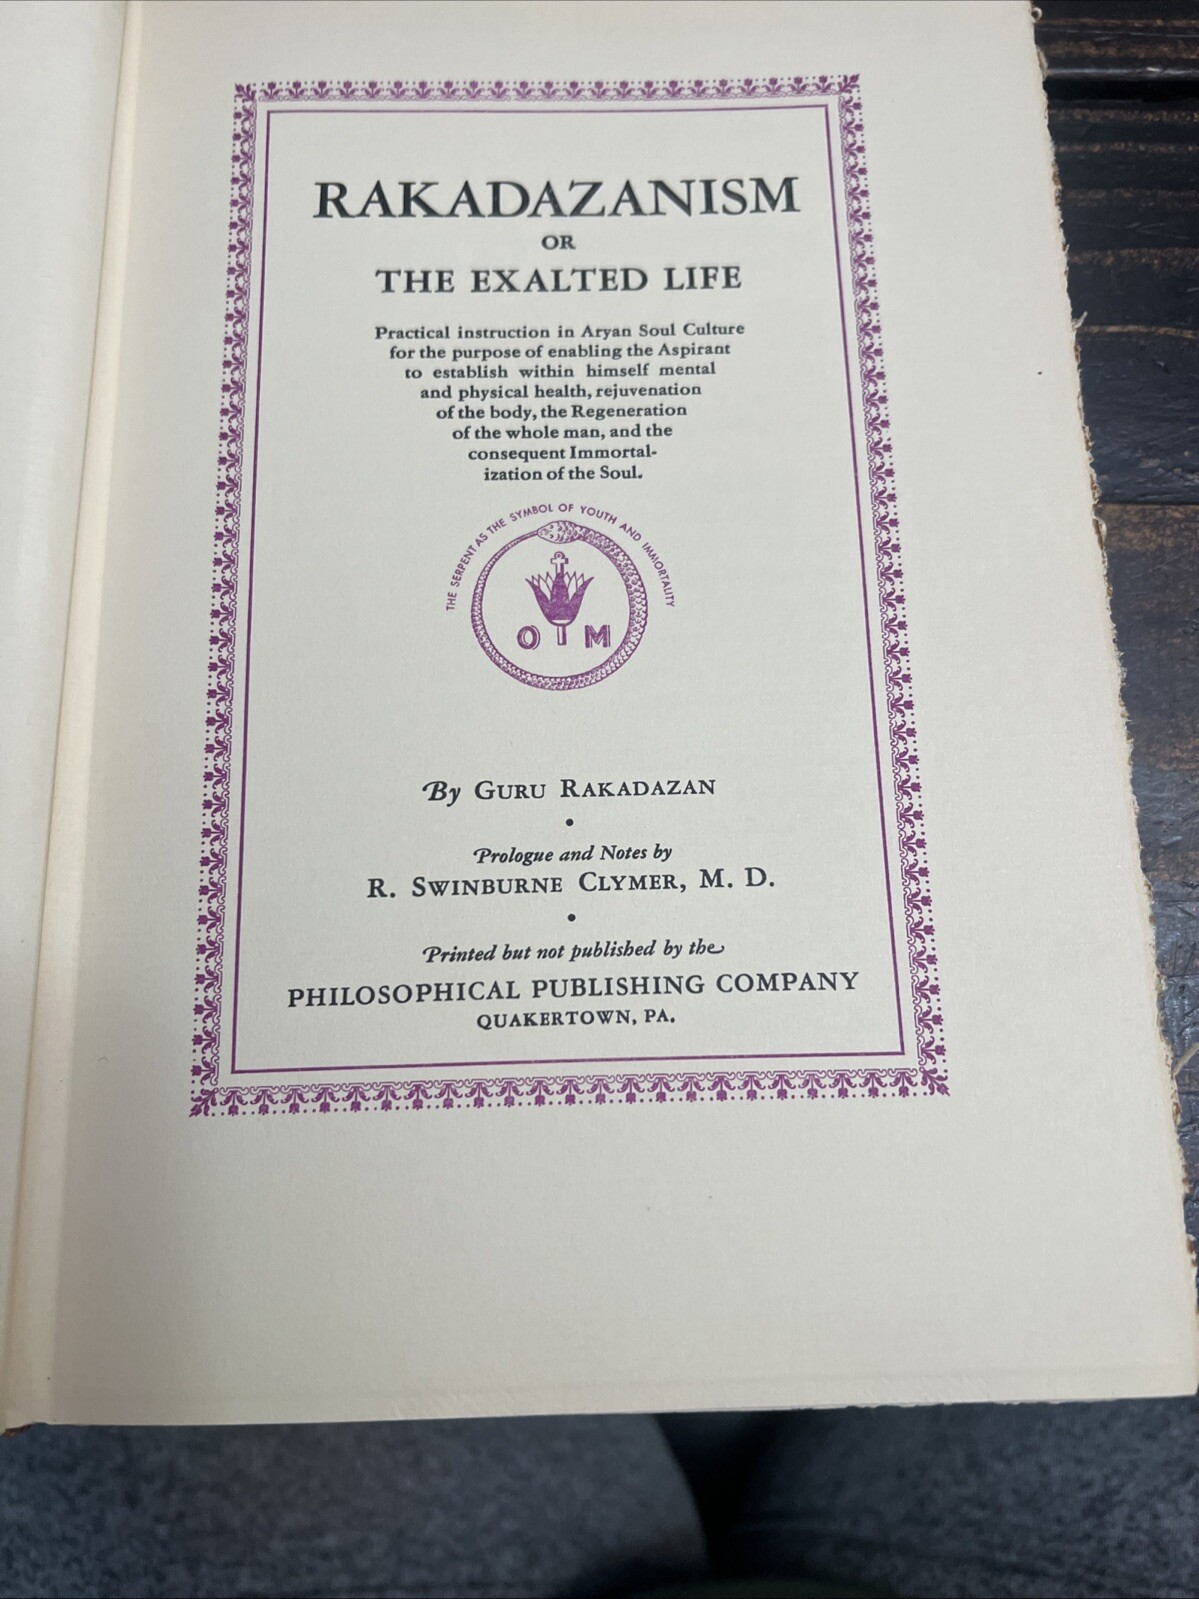 RAKADAZANISM
OR
THE EXALTED LIFE
Practical instruction in Aryan Soul Culture
for the purpose of enabling the Aspirant
to establish within himself mental
and physical health, rejuvenation
of the body, the Regeneration
of the whole man, and the
consequent Immortal-
ization of the Soul.
THE SERPENT AS THE SYMBOL OF YOUTH AND IMMORTALITY
O M
By GURU RAKADAZAN
•
Prologue and Notes by
R. SWINBURNE CLYMER, M. D.
•
Printed but not published by the
PHILOSOPHICAL PUBLISHING COMPANY
QUAKERTOWN, PA.